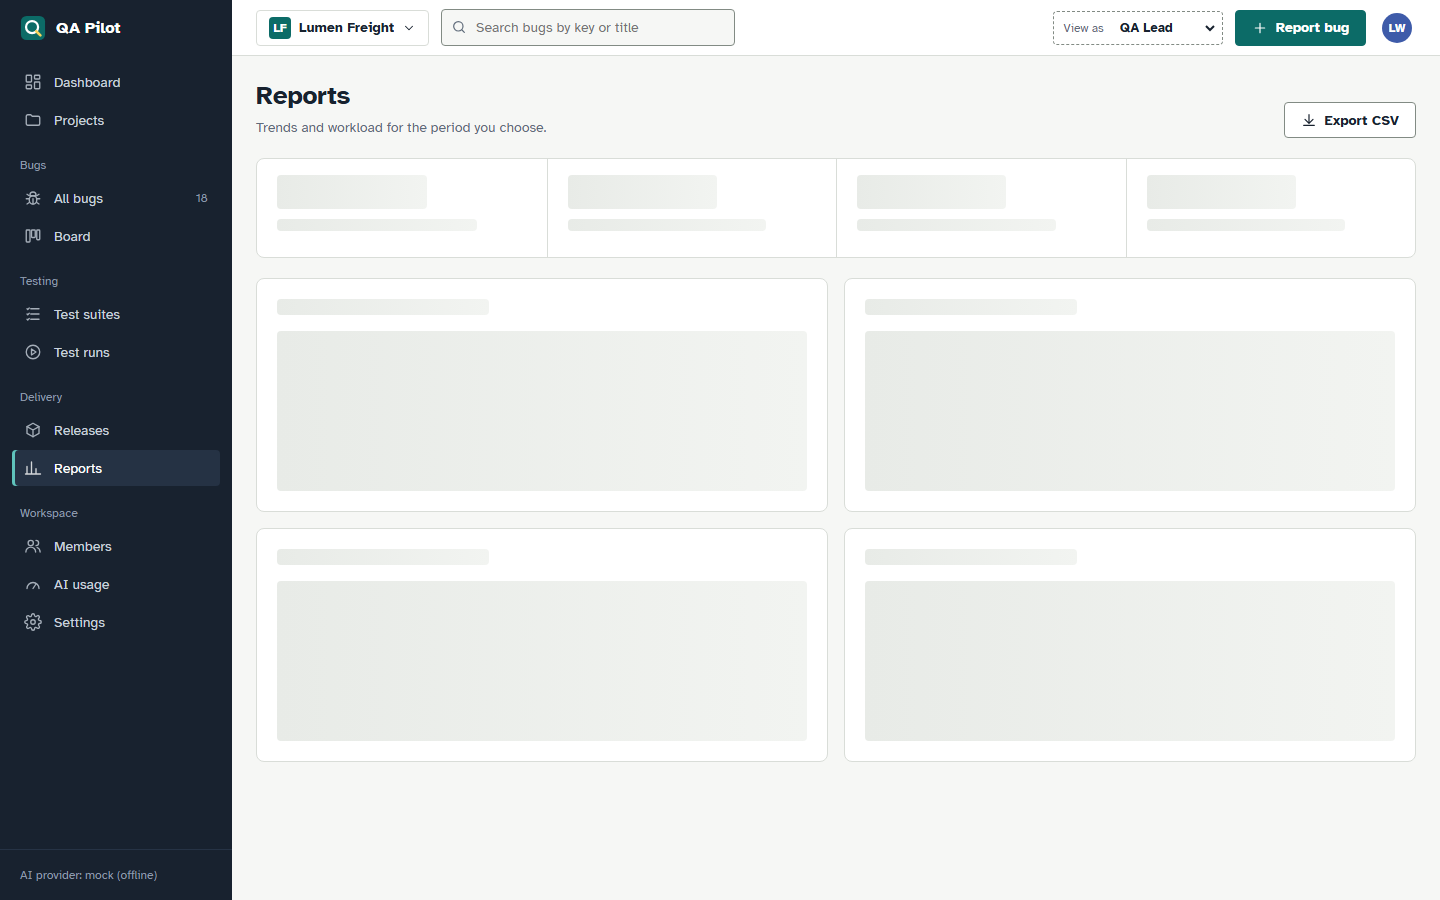 QA Pilot
Dashboard
Projects
Bugs
All bugs 18
Board
Testing
Test suites
Test runs
Delivery
Releases
Reports
Workspace
Members
AI usage
Settings
AI provider: mock (offline)
LF Lumen Freight
Search bugs by key or title
View as QA Lead
Report bug
LW
Reports
Trends and workload for the period you choose.
Export CSV